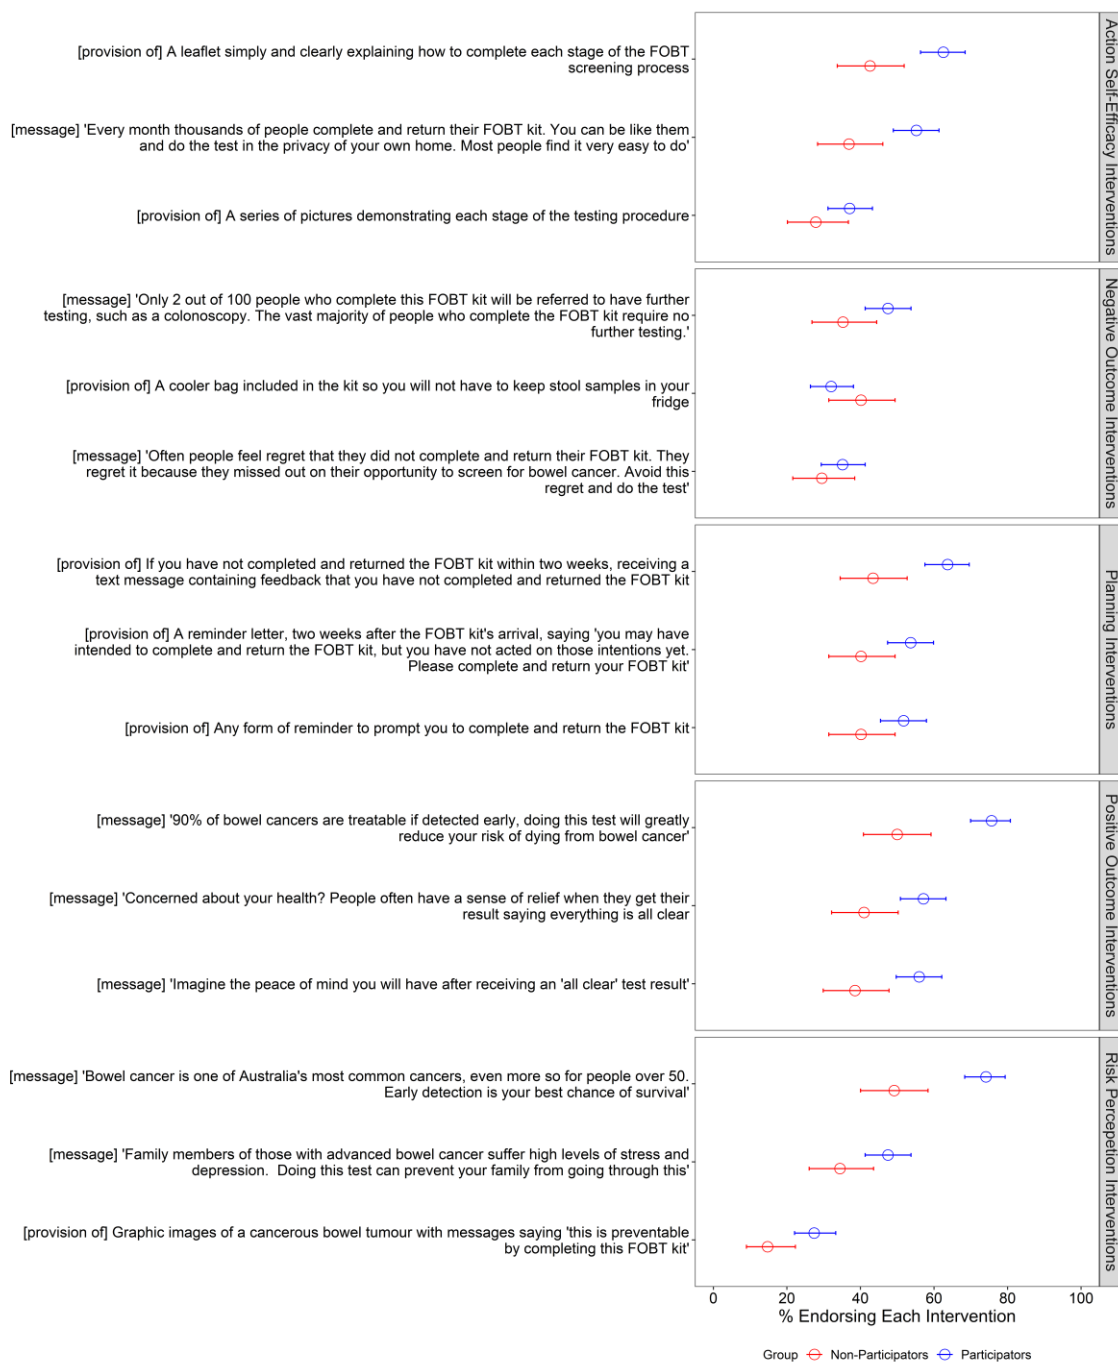 [provision of] A leaflet simply and clearly explaining how to complete each stage of the FOBT
screening process
[message] 'Every month thousands of people complete and return their FOBT kit. You can be like them
and do the test in the privacy of your own home. Most people find it very easy to do'
[provision of] A series of pictures demonstrating each stage of the testing procedure
Action Self-Efficacy Interventions
[message] 'Only 2 out of 100 people who complete this FOBT kit will be referred to have further
testing, such as a colonoscopy. The vast majority of people who complete the FOBT kit require no
further testing.'
[provision of] A cooler bag included in the kit so you will not have to keep stool samples in your
fridge
[message] 'Often people feel regret that they did not complete and return their FOBT kit. They
regret it because they missed out on their opportunity to screen for bowel cancer. Avoid this
regret and do the test'
Negative Outcome Interventions
[provision of] If you have not completed and returned the FOBT kit within two weeks, receiving a
text message containing feedback that you have not completed and returned the FOBT kit
[provision of] A reminder letter, two weeks after the FOBT kit's arrival, saying 'you may have
intended to complete and return the FOBT kit, but you have not acted on those intentions yet.
Please complete and return your FOBT kit'
[provision of] Any form of reminder to prompt you to complete and return the FOBT kit
Planning Interventions
[message] '90% of bowel cancers are treatable if detected early, doing this test will greatly
reduce your risk of dying from bowel cancer'
[message] 'Concerned about your health? People often have a sense of relief when they get their
result saying everything is all clear
[message] 'Imagine the peace of mind you will have after receiving an 'all clear' test result'
Positive Outcome Interventions
[message] 'Bowel cancer is one of Australia's most common cancers, even more so for people over 50.
Early detection is your best chance of survival'
[message] 'Family members of those with advanced bowel cancer suffer high levels of stress and
depression.  Doing this test can prevent your family from going through this'
[provision of] Graphic images of a cancerous bowel tumour with messages saying 'this is preventable
by completing this FOBT kit'
Risk Percepetion Interventions
0 20 40 60 80 100
% Endorsing Each Intervention
Group Non-Participators Participators